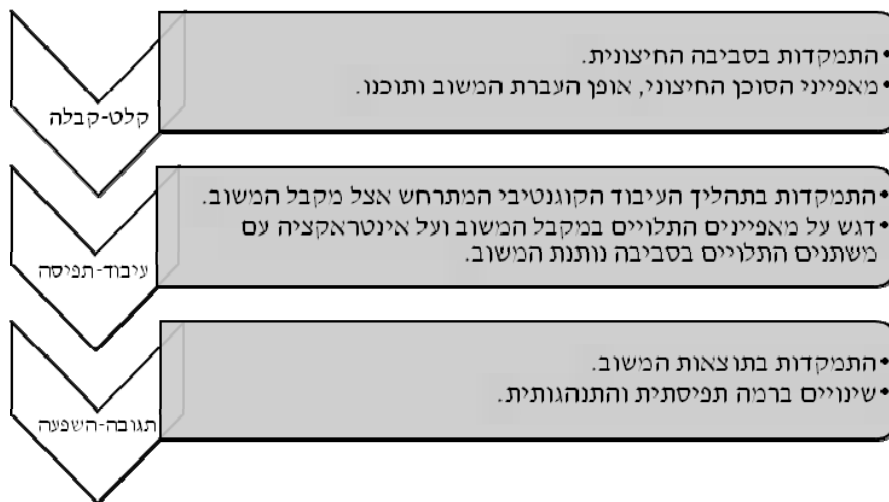 •התמקדות בסביבה החיצונית.
•מאפייני הסוכן החיצוני, אופן העברת המשוב ותוכנו.
קלט-קבלה
•התמקדות בתהליך העיבוד הקוגנטיבי המתרחש אצל מקבל המשוב.
•דגש על מאפיינים התלויים במקבל המשוב ועל אינטראקציה עם
משתנים התלויים בסביבה נותנת המשוב.
עיבוד-תפיסה
•התמקדות בתוצאות המשוב.
•שינויים ברמה תפיסתית והתנהגותית.
תגובה-השפעה